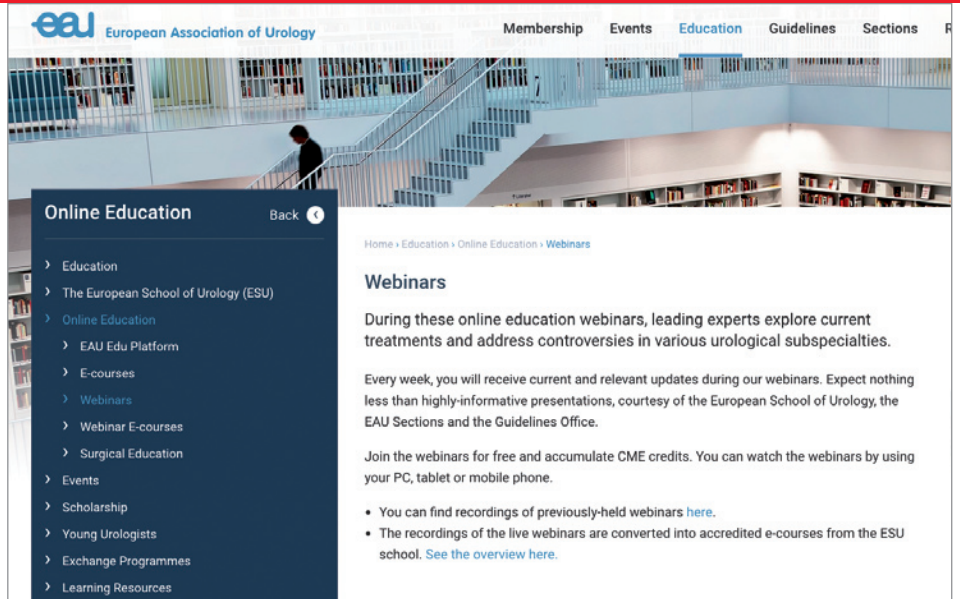 eau European Association of Urology
Membership Events Education Guidelines Sections
Online Education
Back
Education
The European School of Urology (ESU)
Online Education
EAU Edu Platform
E-courses
Webinars
Webinar E-courses
Surgical Education
Events
Scholarship
Young Urologists
Exchange Programmes
Learning Resources
Home › Education › Online Education › Webinars
Webinars
During these online education webinars, leading experts explore current
treatments and address controversies in various urological subspecialties.
Every week, you will receive current and relevant updates during our webinars. Expect nothing
less than highly-informative presentations, courtesy of the European School of Urology, the
EAU Sections and the Guidelines Office.
Join the webinars for free and accumulate CME credits. You can watch the webinars by using
your PC, tablet or mobile phone.
• You can find recordings of previously-held webinars here.
• The recordings of the live webinars are converted into accredited e-courses from the ESU
school. See the overview here.